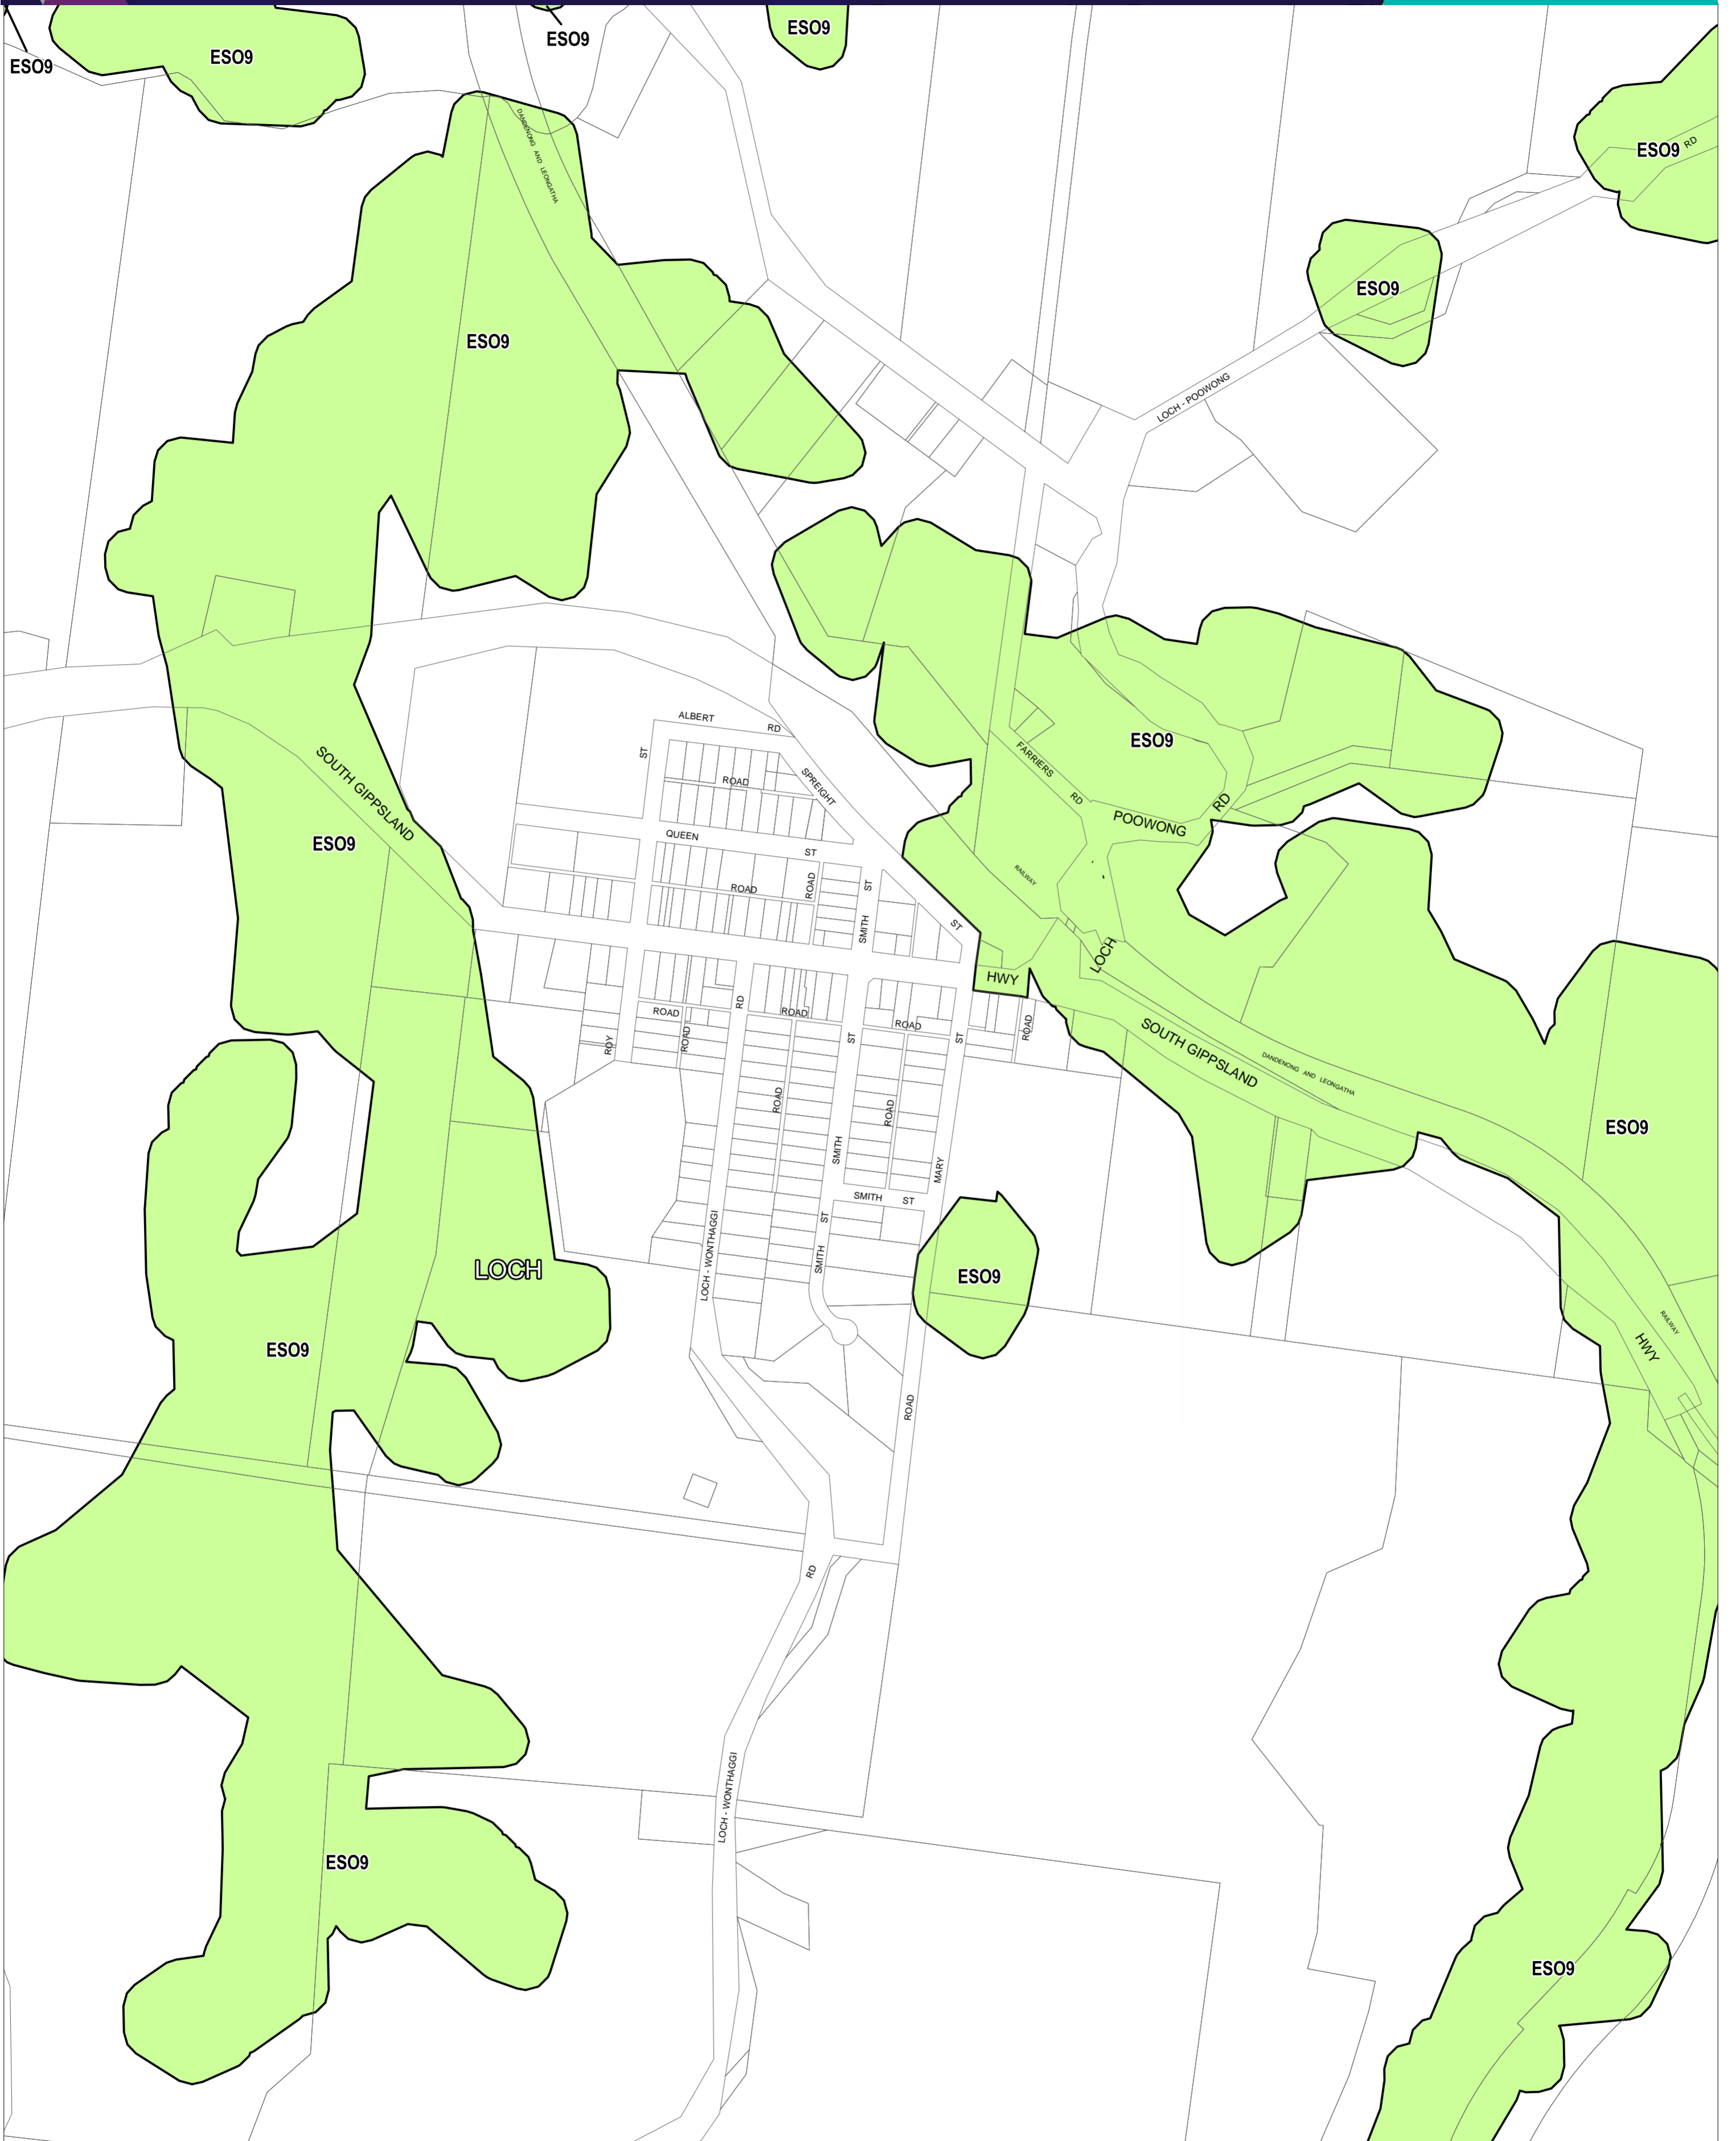 ESO9
ESO9
ESO9
ESO9
DANDENONG AND LEONGATHA
RD
ESO9
ESO9
ESO9
LOCH - POOWONG
ALBERT
RD
ST
ROAD
SPREIGHT
ESO9
FARRIERS
RD
RD
POOWONG
SOUTH GIPPSLAND
ESO9
QUEEN
ST
ROAD
ROAD
ST
SMITH
ST
RAILWAY
LOCH
HWY
RD
ROAD
ROAD
ROAD
ROAD
ROY
ROAD
ST
ST
ROAD
SOUTH GIPPSLAND
DANDENONG AND LEONGATHA
ROAD
ROAD
ESO9
SMITH
MARY
SMITH
ST
ST
LOCH - WONTHAGGI
SMITH
LOCH
ESO9
RAILWAY
HWY
ESO9
ROAD
RD
LOCH - WONTHAGGI
ESO9
ESO9